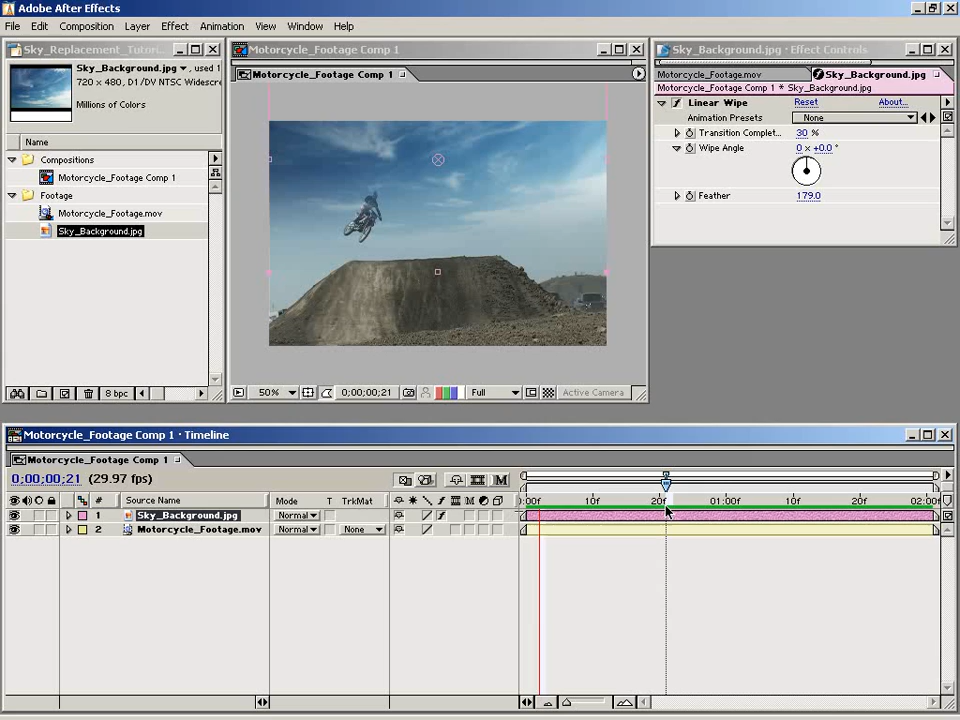 Adobe After Effects
File Edit Composition Layer Effect Animation View Window Help
Sky_Replacement_Tutori...
Sky_Background.jpg ▼, used 1
720 x 480, D1/DV NTSC Widescre
Millions of Colors
Name
Compositions
Motorcycle_Footage Comp 1
Footage
Motorcycle_Footage.mov
Sky_Background.jpg
8 bpc
Motorcycle_Footage Comp 1
Motorcycle_Footage Comp 1
50% 0;00;00;21 Full Active Camera
Sky_Background.jpg · Effect Controls
Motorcycle_Footage.mov Sky_Background.jpg
Motorcycle_Footage Comp 1 * Sky_Background.jpg
Linear Wipe Reset About...
Animation Presets None
Transition Complet... 30 %
Wipe Angle 0 x +0.0 °
Feather 179.0
Motorcycle_Footage Comp 1 · Timeline
Motorcycle_Footage Comp 1
0;00;00;21 (29.97 fps)
# Source Name Mode T TrkMat
):00f 10f 20f 01:00f 10f 20f 02:00f
1 Sky_Background.jpg Normal
2 Motorcycle_Footage.mov Normal None